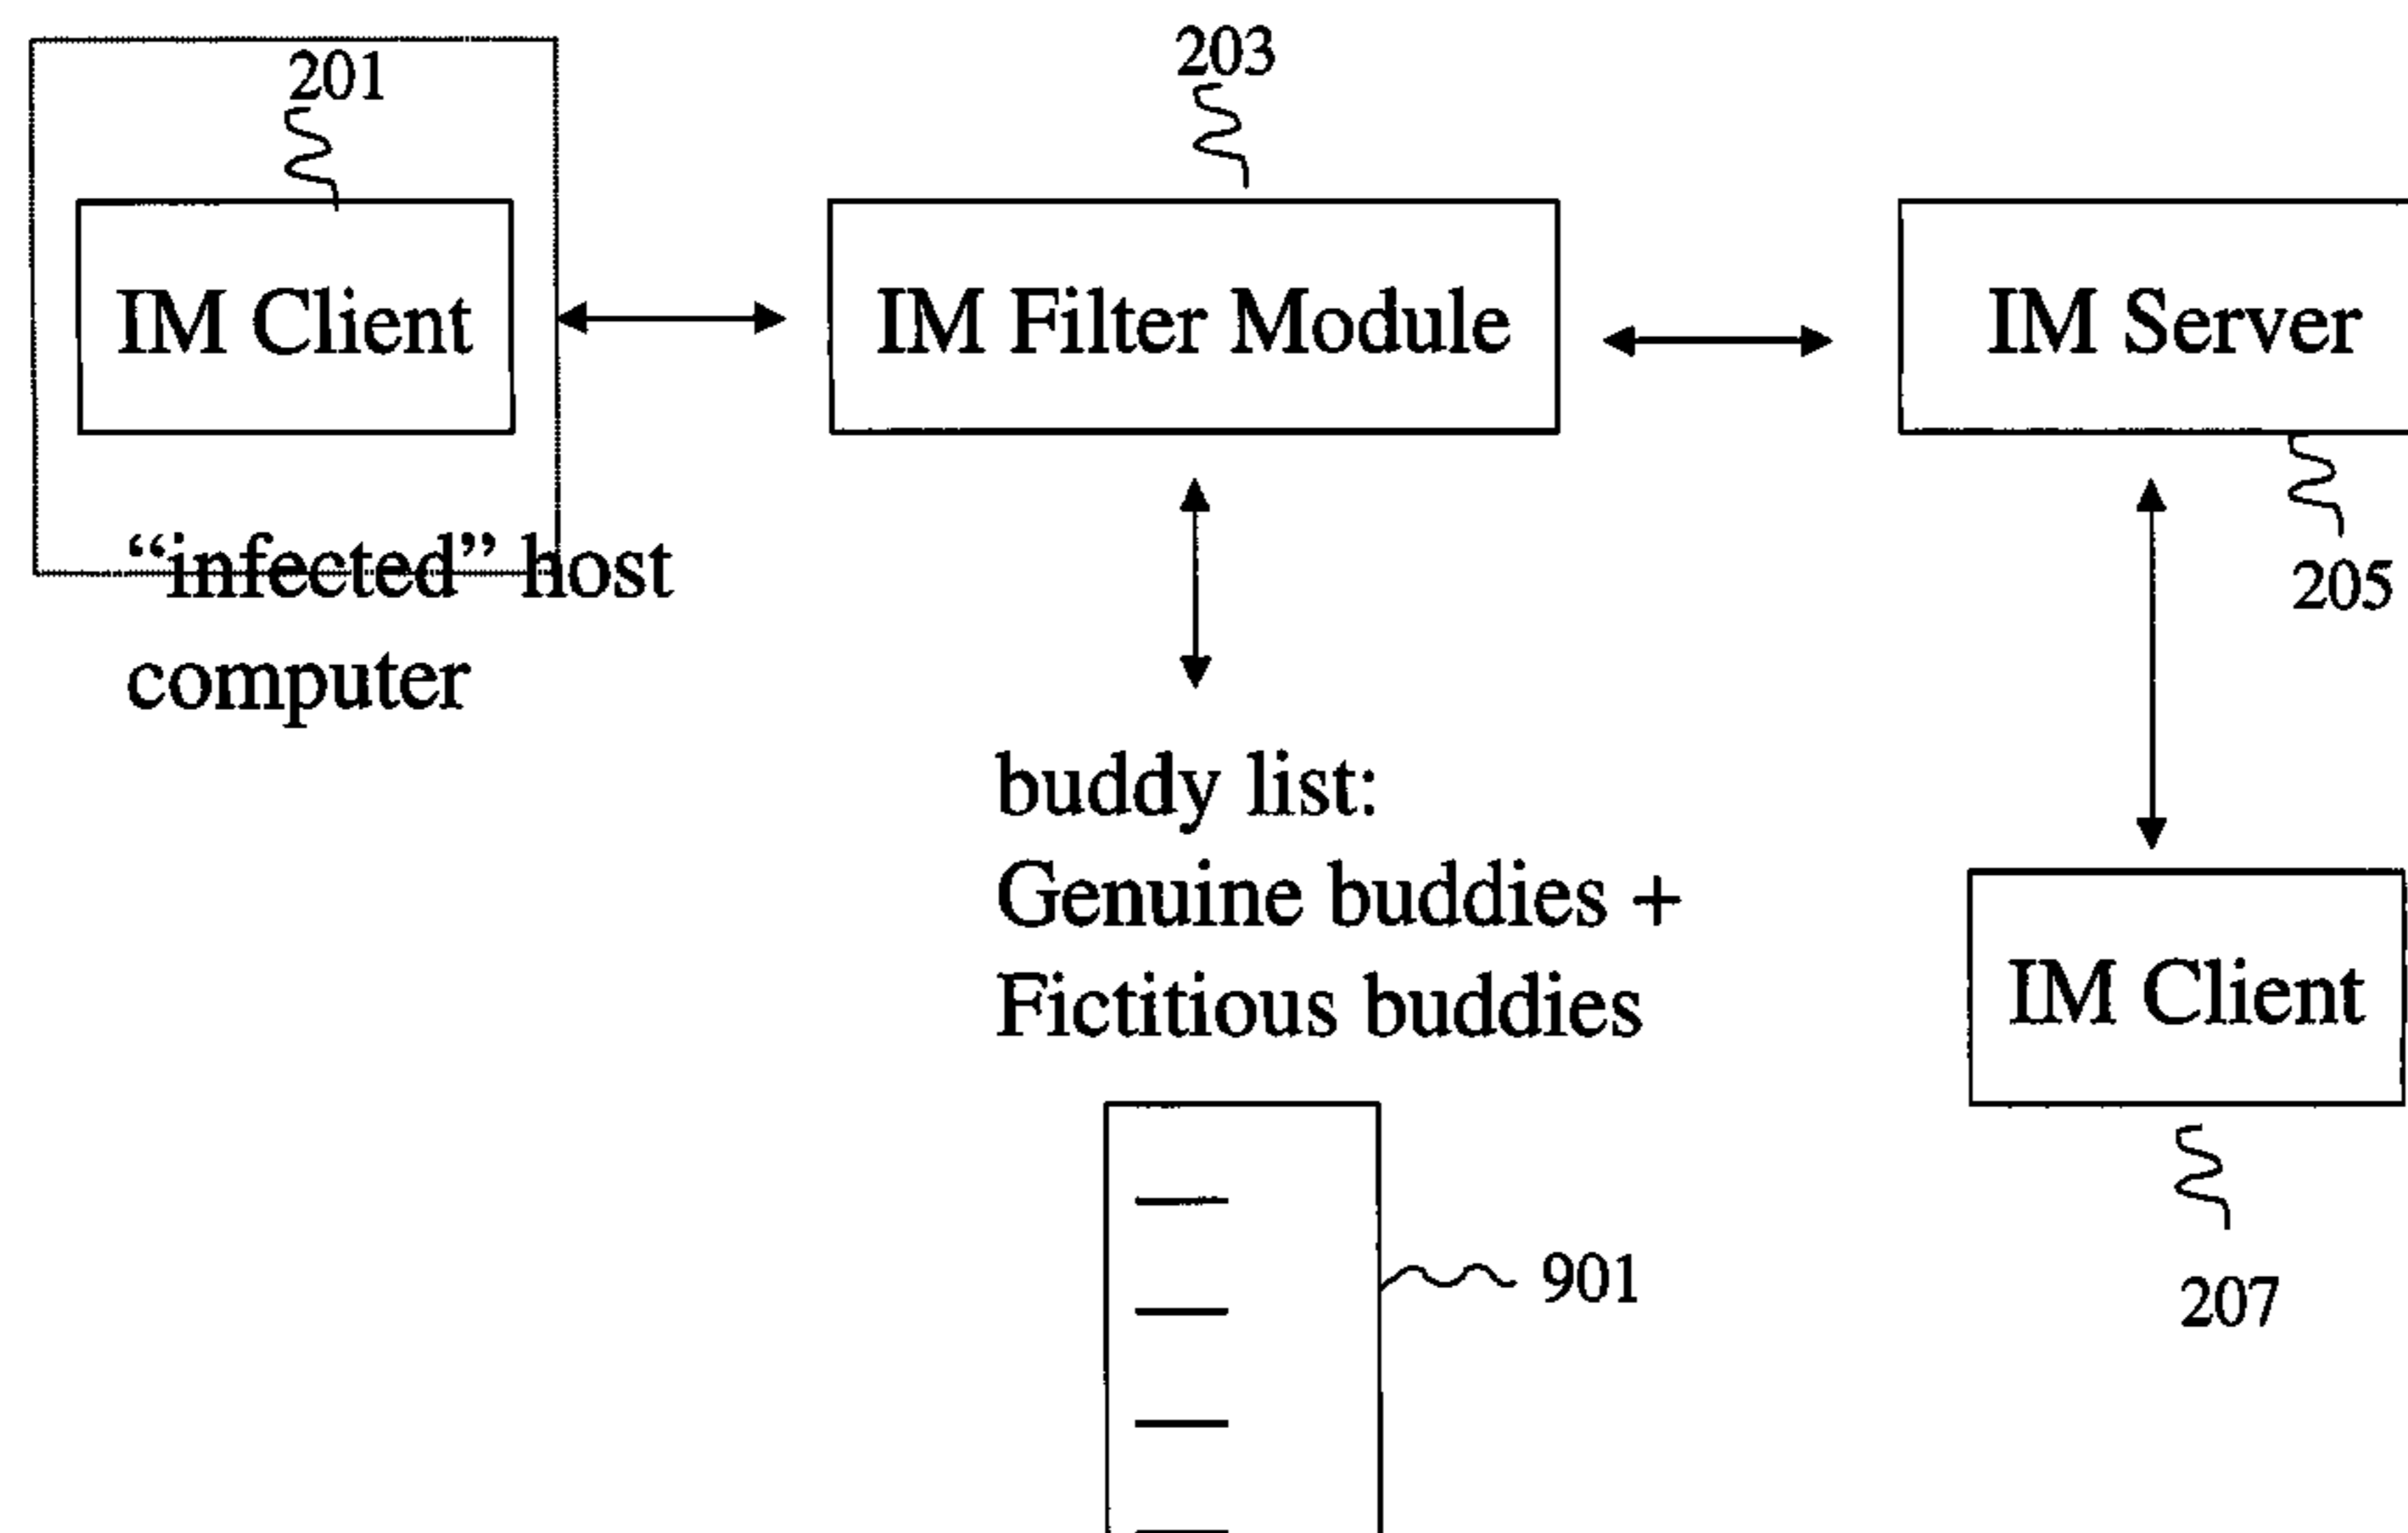 201
203
IM Client
IM Filter Module
IM Server
“infected” host
computer
205
buddy list:
Genuine buddies +
Fictitious buddies
IM Client
901
207